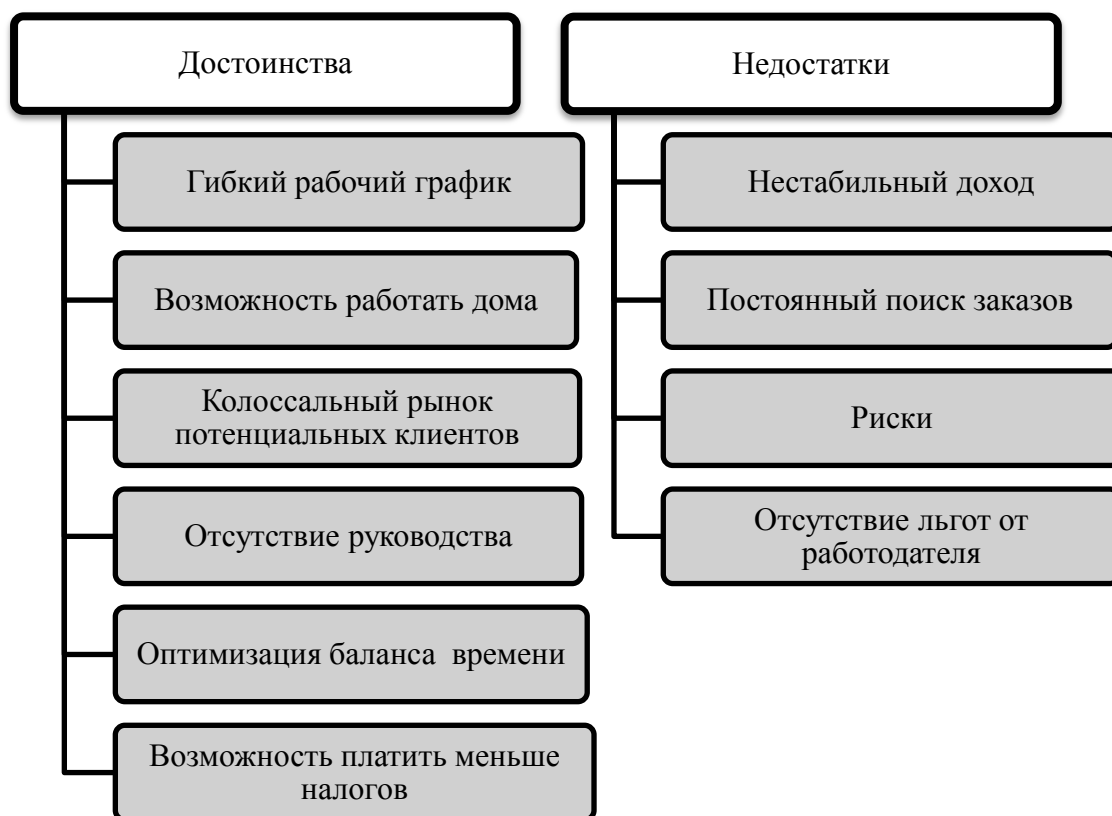 Достоинства
Гибкий рабочий график
Возможность работать дома
Колоссальный рынок
потенциальных клиентов
Отсутствие руководства
Оптимизация баланса  времени
Возможность платить меньше
налогов
Недостатки
Нестабильный доход
Постоянный поиск заказов
Риски
Отсутствие льгот от
работодателя